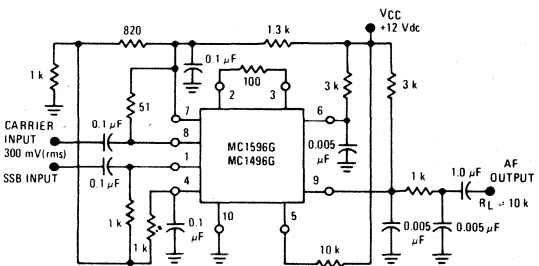 820
1.3 k
VCC
+12 Vdc
1 k
0.1 µF
100
3 k
3 k
51
2
3
7
6
CARRIER
INPUT
300 mV(rms)
0.1 µF
8
MC1596G
MC1496G
0.005
µF
1.0 µF
AF
OUTPUT
SSB INPUT
0.1 µF
1
4
9
1 k
RL = 10 k
1 k
1 k
0.1
µF
10
5
10 k
0.005
µF
0.005 µF